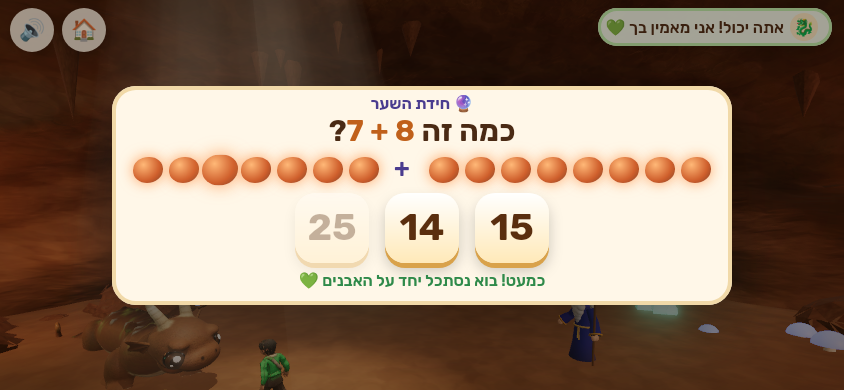 אתה יכול! אני מאמין בך 💚
🔮 חידת השער
כמה זה 8 + 7?
+
15 14 25
כמעט! בוא נסתכל יחד על האבנים 💚